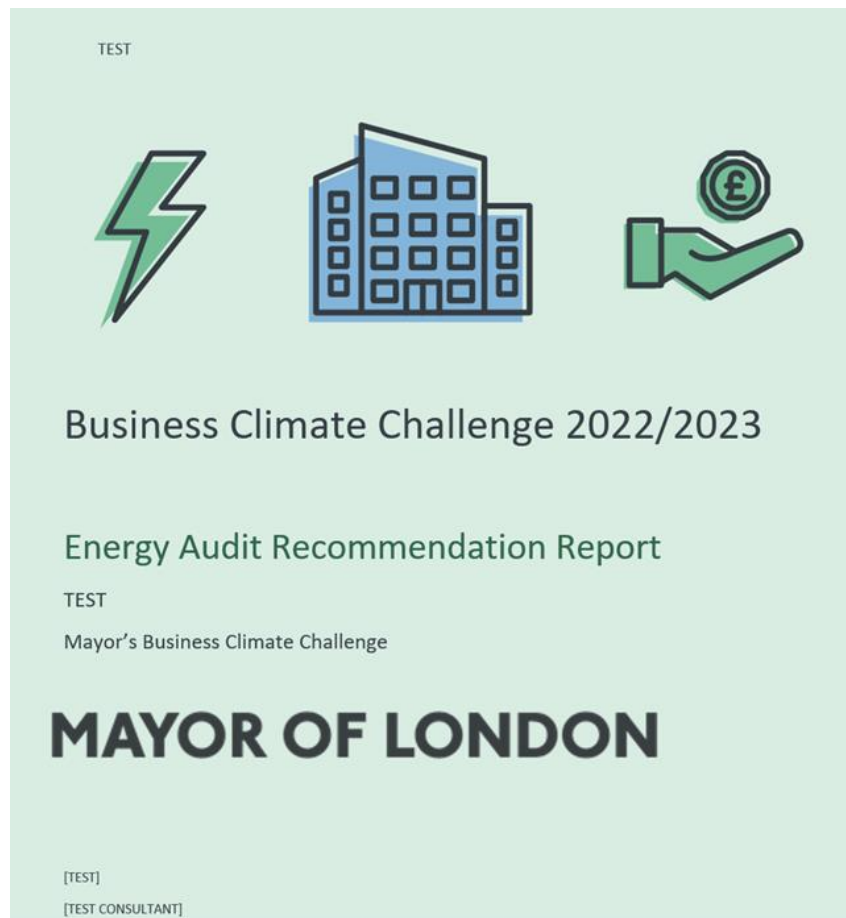 TEST
£
Business Climate Challenge 2022/2023
Energy Audit Recommendation Report
TEST
Mayor's Business Climate Challenge
MAYOR OF LONDON
[TEST]
[TEST CONSULTANT]